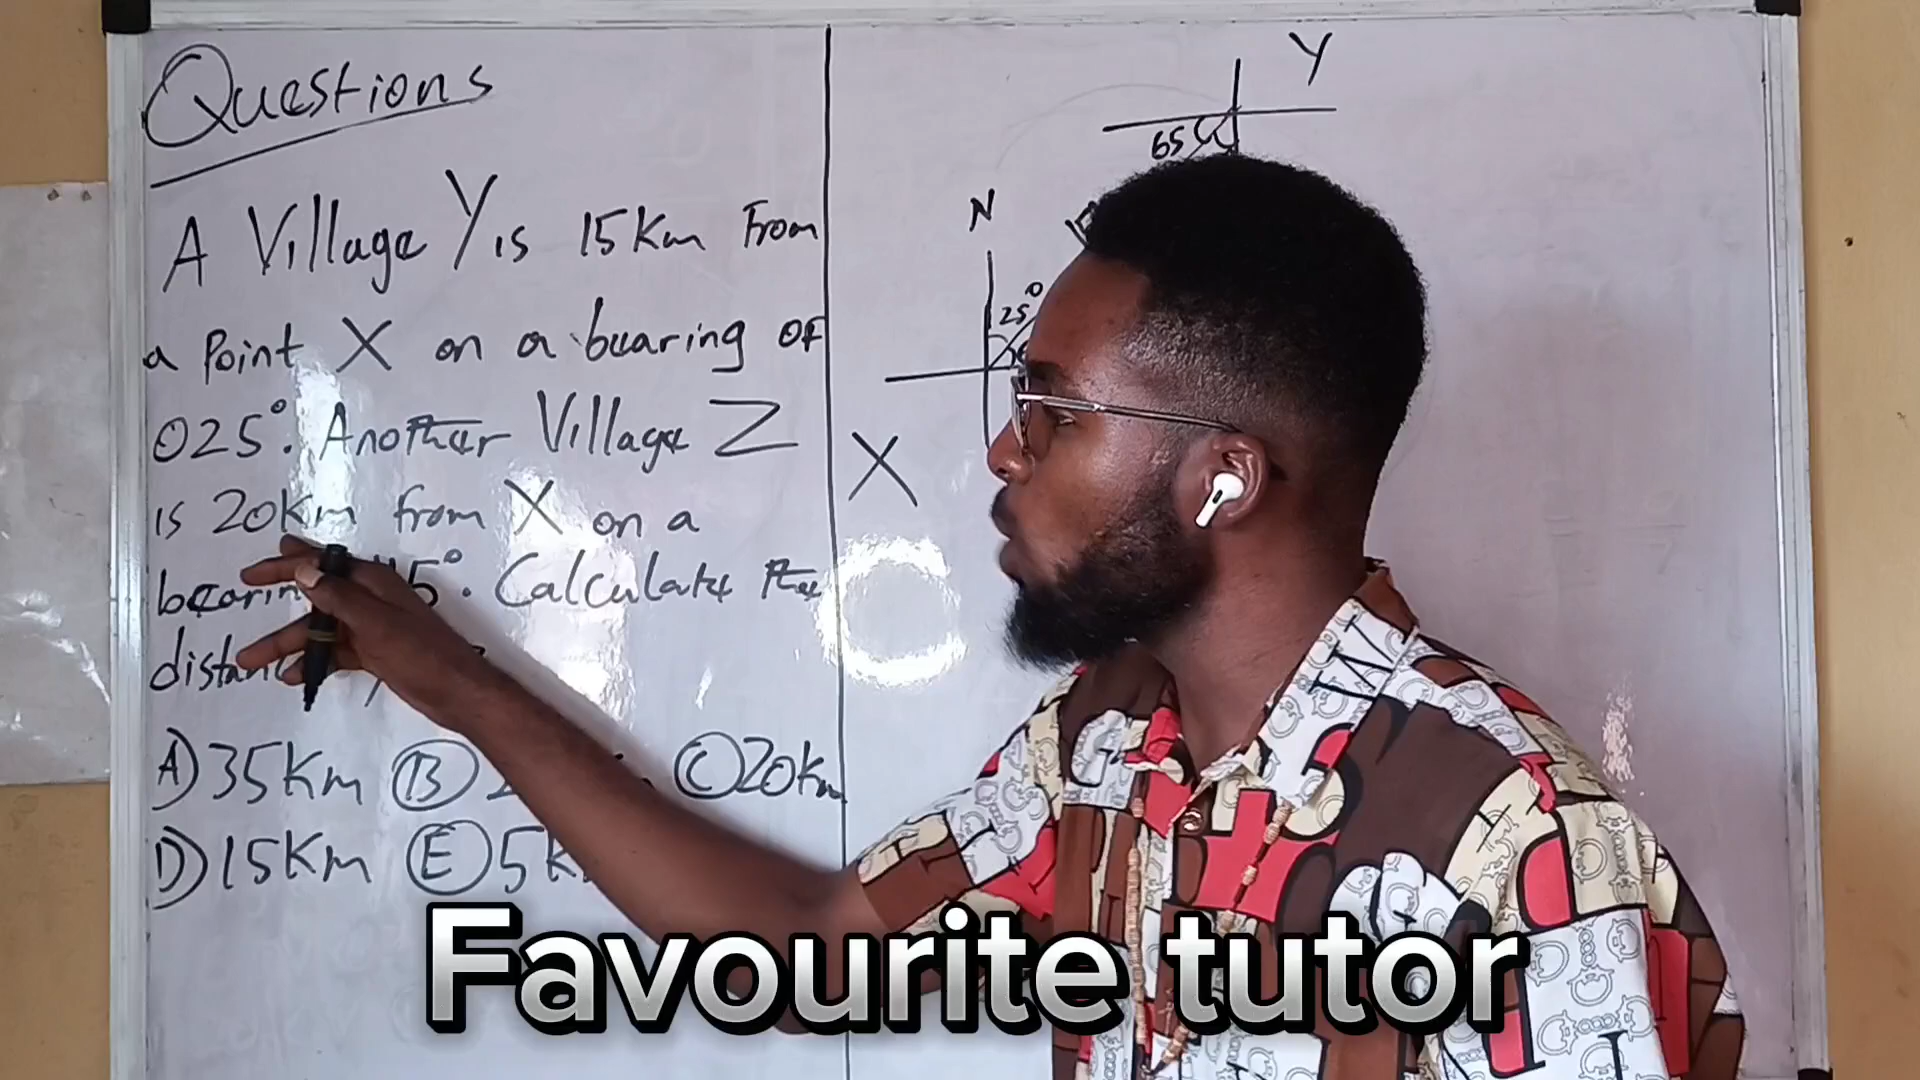 Questions
A Village Y is 15Km From
a Point X on a bearing OF
025°. Another Village Z
is 20Km from X on a
Calculate the
A) 35Km B C 20Km
D) 15Km E
Y
65
N
25°
X
Favourite tutor